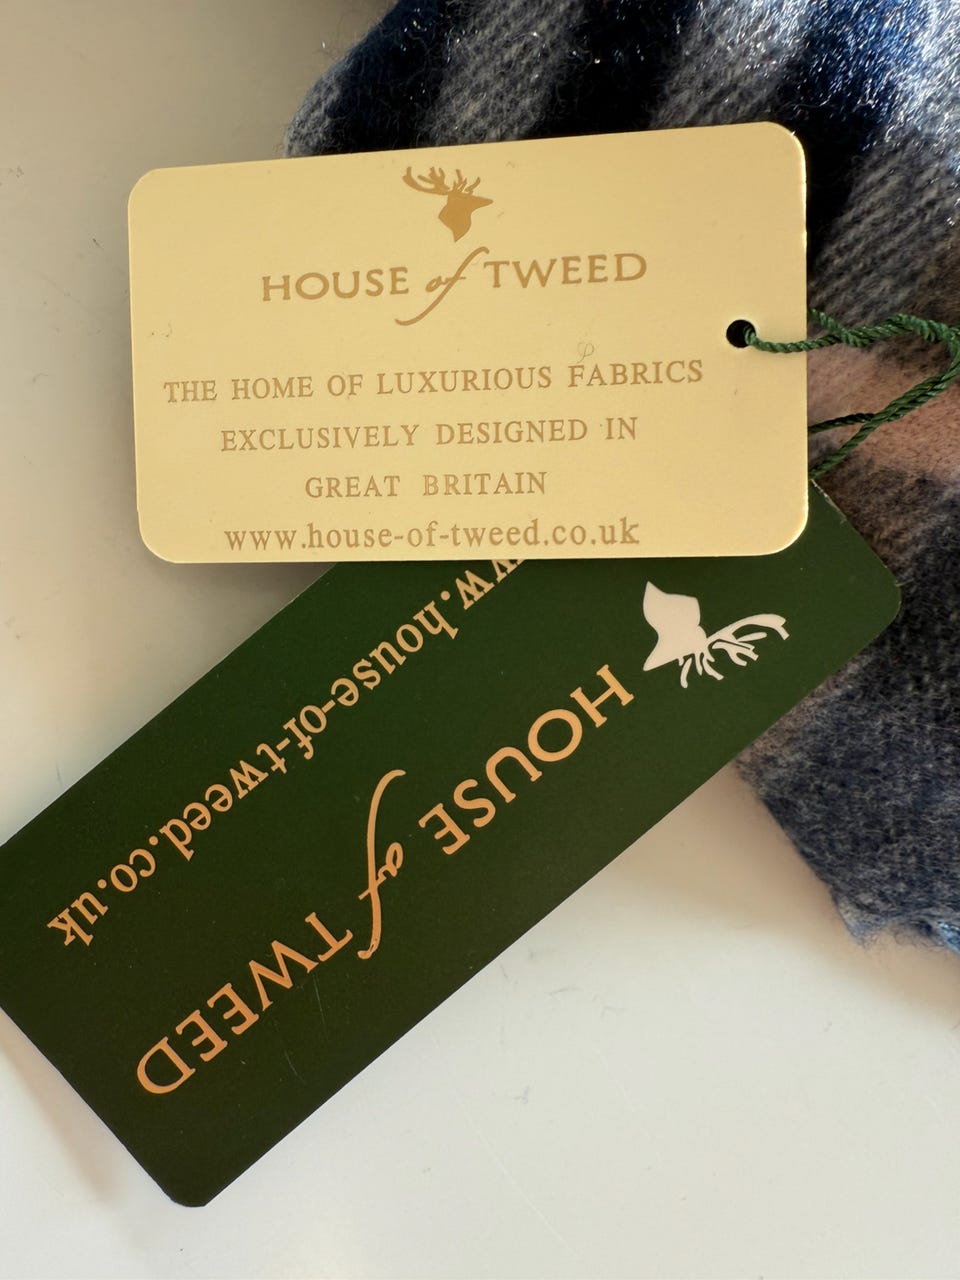 HOUSE of TWEED
THE HOME OF LUXURIOUS FABRICS
EXCLUSIVELY DESIGNED IN
GREAT BRITAIN
www.house-of-tweed.co.uk
HOUSE of TWEED
w.house-of-tweed.co.uk